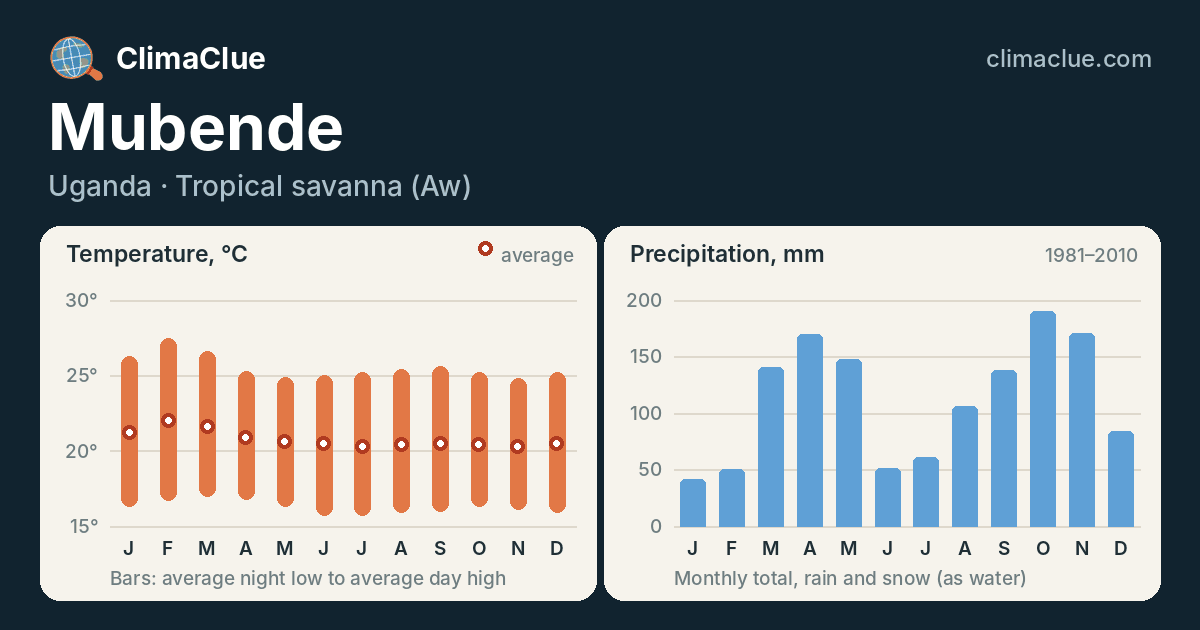 ClimaClue
climaclue.com
Mubende
Uganda · Tropical savanna (Aw)
Temperature, °C
average
30°
25°
20°
15°
J F M A M J J A S O N D
Bars: average night low to average day high
Precipitation, mm
1981–2010
200
150
100
50
0
J F M A M J J A S O N D
Monthly total, rain and snow (as water)